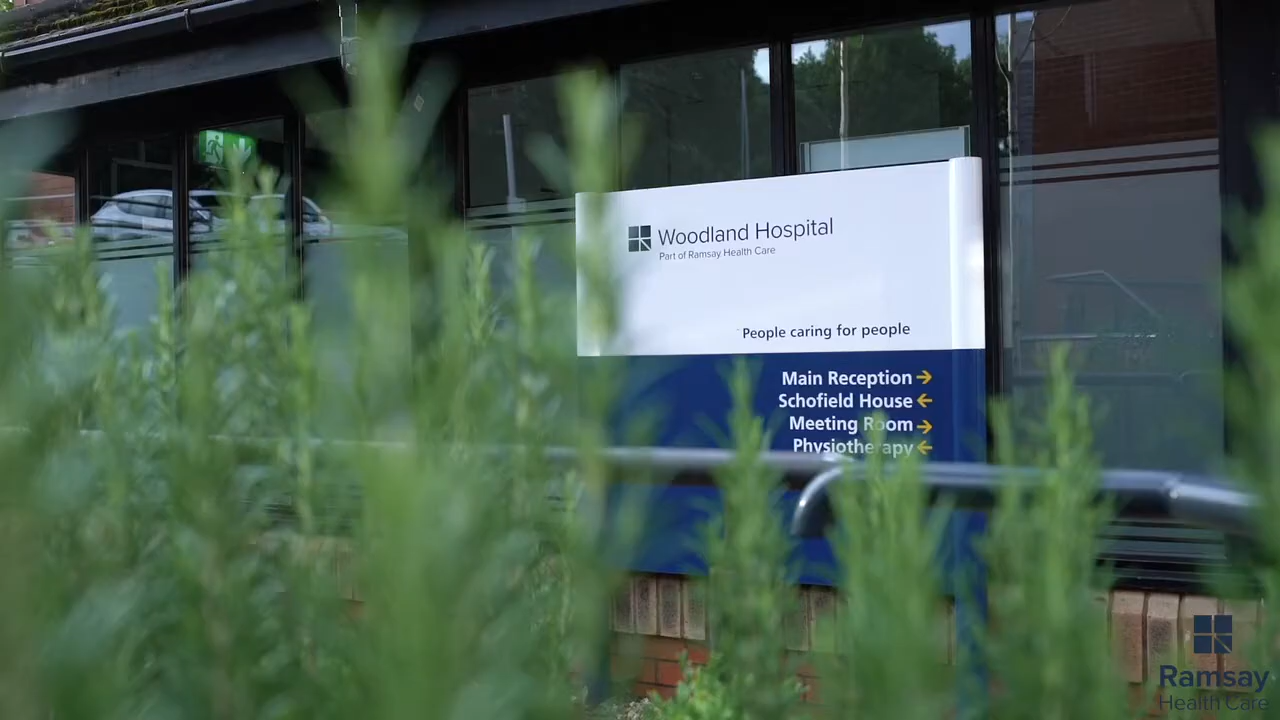 Woodland Hospital
Part of Ramsay Health Care
People caring for people
Main Reception →
Schofield House ←
Meeting Room →
Physiotherapy ←
Ramsay
Health Care